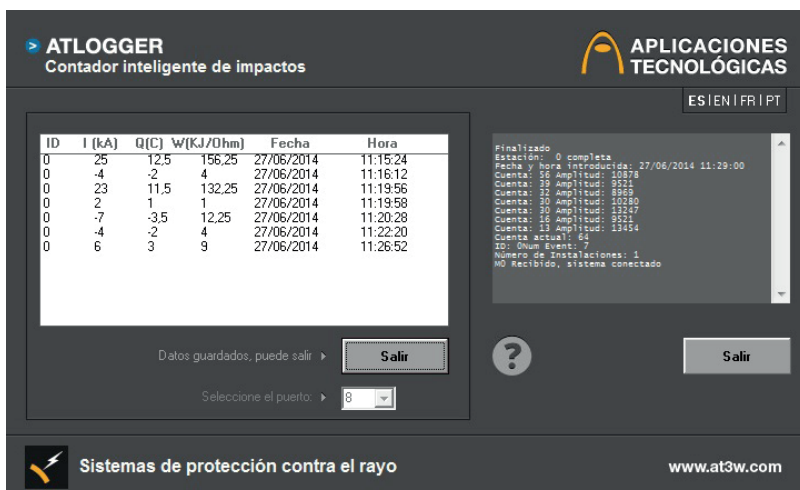 ATLOGGER
Contador inteligente de impactos
APLICACIONES
TECNOLÓGICAS
ES|EN|FR|PT
ID I (kA) Q(C) W(KJ/Ohm) Fecha Hora
0 25 12,5 156,25 27/06/2014 11:15:24
0 -4 -2 4 27/06/2014 11:16:12
0 23 11,5 132,25 27/06/2014 11:19:56
0 2 1 1 27/06/2014 11:19:58
0 -7 -3,5 12,25 27/06/2014 11:20:28
0 -4 -2 4 27/06/2014 11:22:20
0 6 3 9 27/06/2014 11:26:52
Finalizado
Estación: 0 completa
Fecha y hora introducida: 27/06/2014 11:29:00
Cuenta: 56 Amplitud: 10878
Cuenta: 39 Amplitud: 9521
Cuenta: 32 Amplitud: 8969
Cuenta: 30 Amplitud: 10280
Cuenta: 30 Amplitud: 13247
Cuenta: 16 Amplitud: 9521
Cuenta: 13 Amplitud: 13454
Cuenta actual: 64
ID: 0Num Event: 7
Número de Instalaciones: 1
M0 Recibido, sistema conectado
Datos guardados, puede salir
Salir
?
Salir
Seleccione el puerto:
8
Sistemas de protección contra el rayo
www.at3w.com